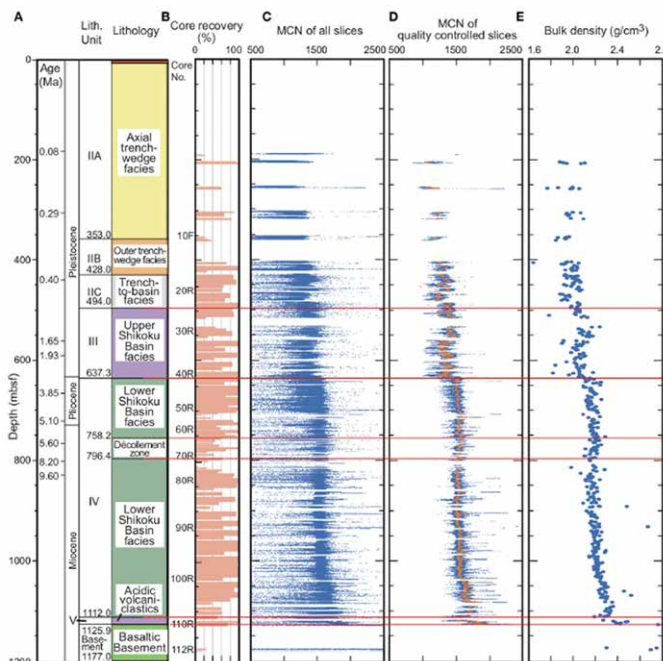 A
B
C
D
E
Lith.
Unit
Lithology
Core recovery
(%)
MCN of all slices
MCN of
quality controlled slices
Bulk density (g/cm³)
0
100
500
1500
2500
500
1500
2500
1.6
2.0
2.4
2.8
Age
(Ma)
Core
No.
Depth (mbsf)
0
200
400
600
800
1000
1200
0.08
0.29
0.40
1.65
1.93
3.85
5.10
5.60
8.20
9.60
Pleistocene
Pliocene
Miocene
IIA
353.0
IIB
428.0
IIC
494.0
III
637.3
758.2
796.4
IV
1112.0
V
1125.9
Base-
ment
1177.0
Axial
trench-
wedge
facies
Outer trench-
wedge facies
Trench-
to-basin
facies
Upper
Shikoku
Basin
facies
Lower
Shikoku
Basin
facies
Décollement
zone
Lower
Shikoku
Basin
facies
Acidic
volcani-
clastics
Basaltic
Basement
10F
20R
30R
40R
50R
60R
70R
80R
90R
100R
110R
112R